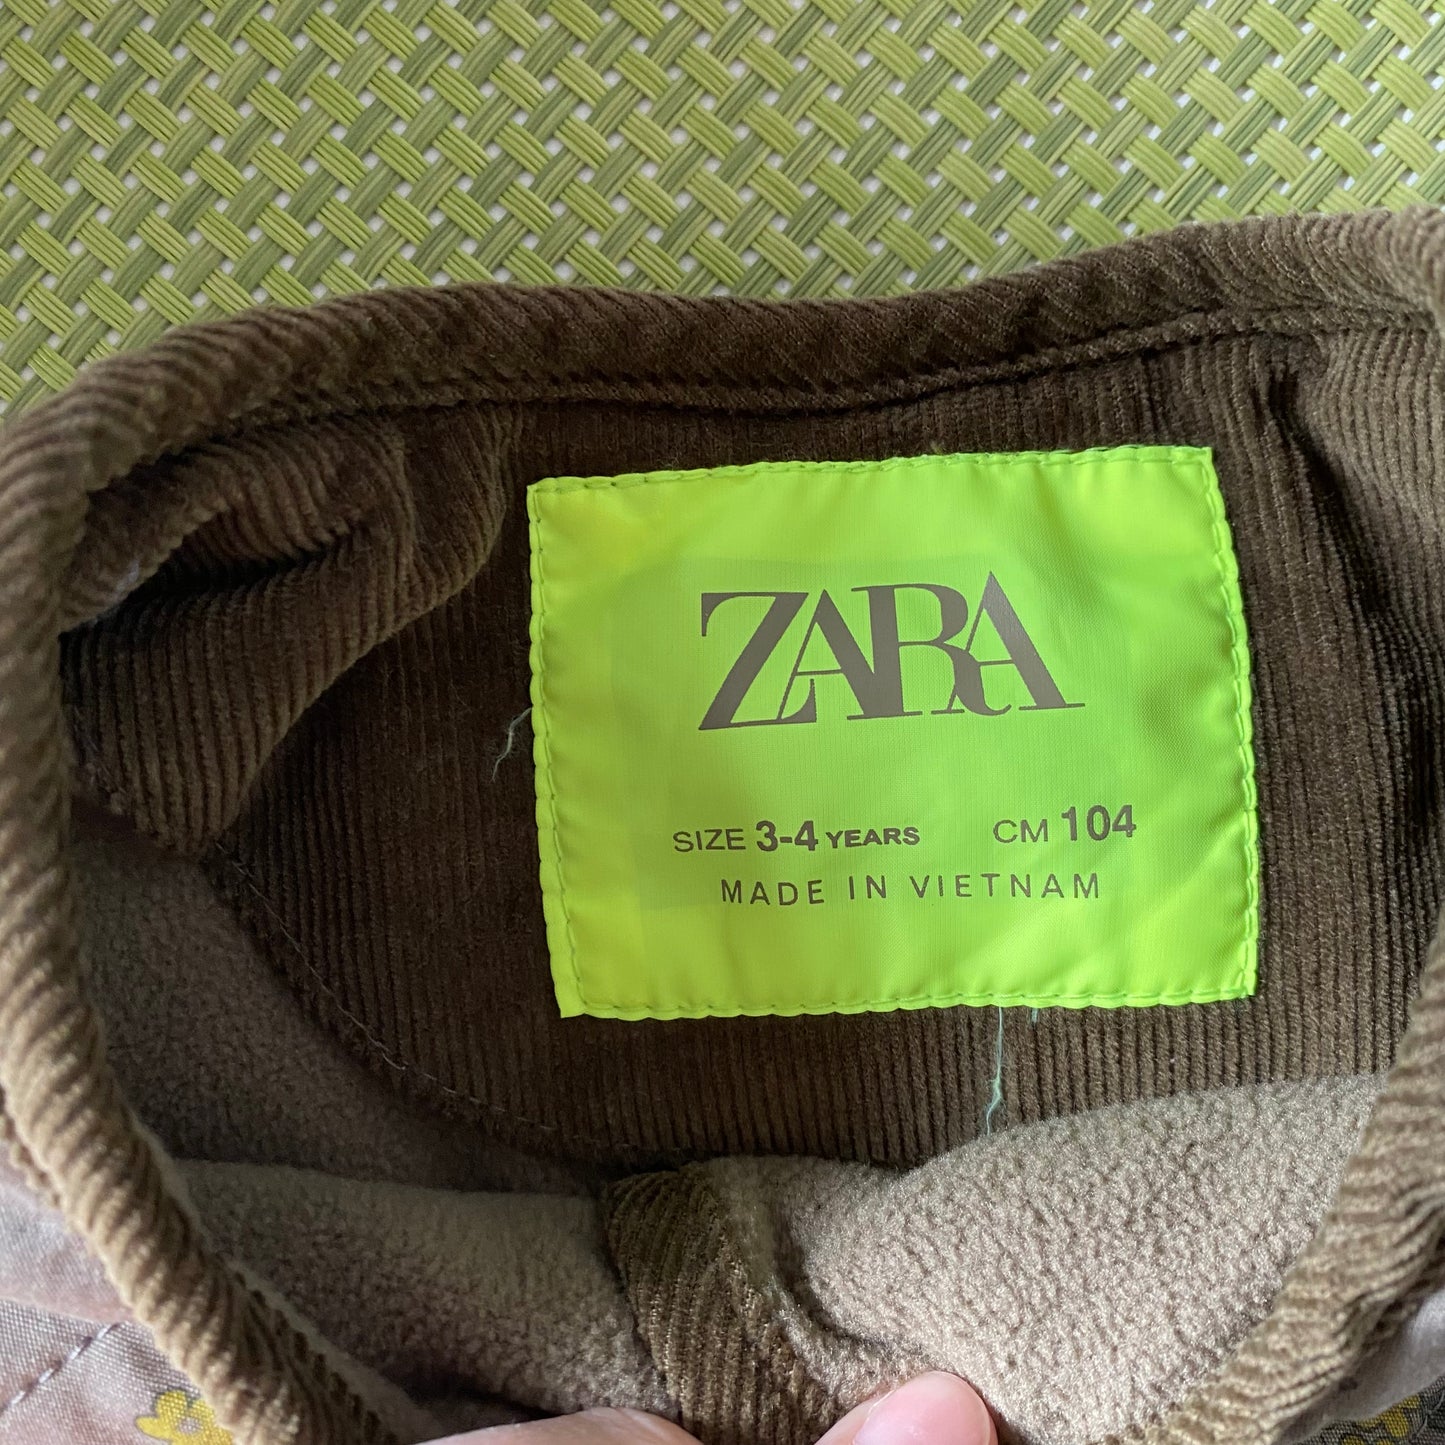 ZARA
SIZE 3-4 YEARS CM 104
MADE IN VIETNAM